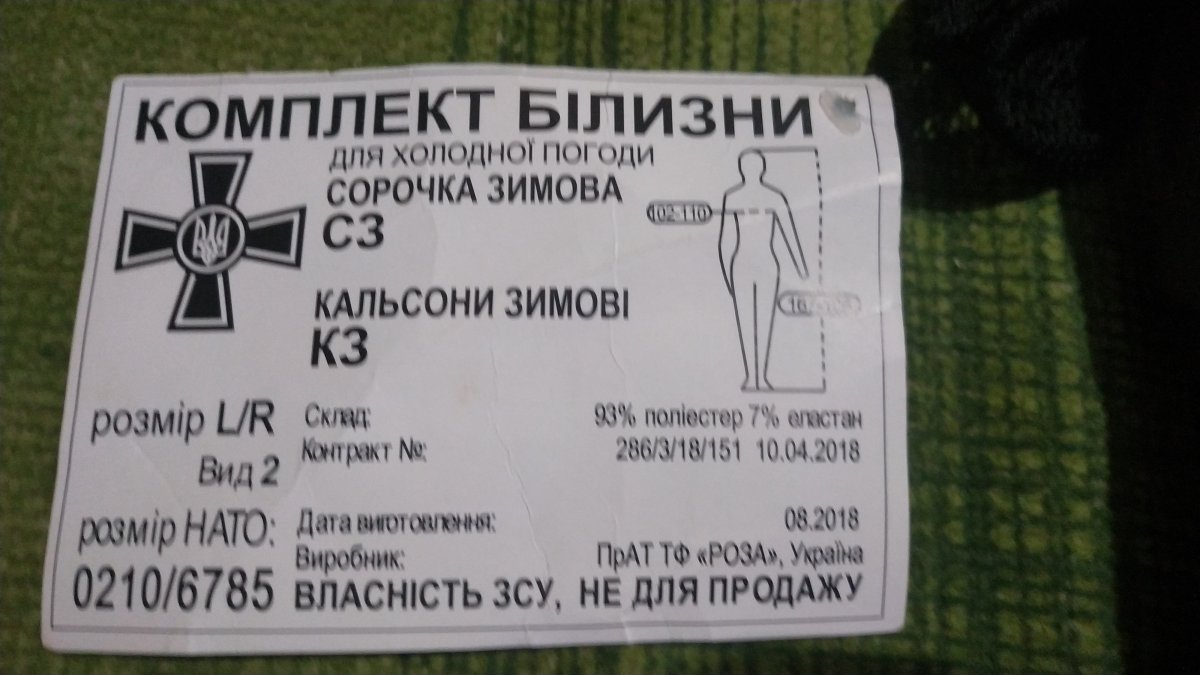 КОМПЛЕКТ БІЛИЗНИ
ДЛЯ ХОЛОДНОЇ ПОГОДИ
СОРОЧКА ЗИМОВА
СЗ
102-110
КАЛЬСОНИ ЗИМОВІ
КЗ
розмір L/R
Вид 2
Склад: 93% поліестер 7% еластан
Контракт №: 286/3/18/151 10.04.2018
розмір НАТО:
0210/6785
Дата виготовлення: 08.2018
Виробник: ПрАТ ТФ «РОЗА», Україна
ВЛАСНІСТЬ ЗСУ, НЕ ДЛЯ ПРОДАЖУ